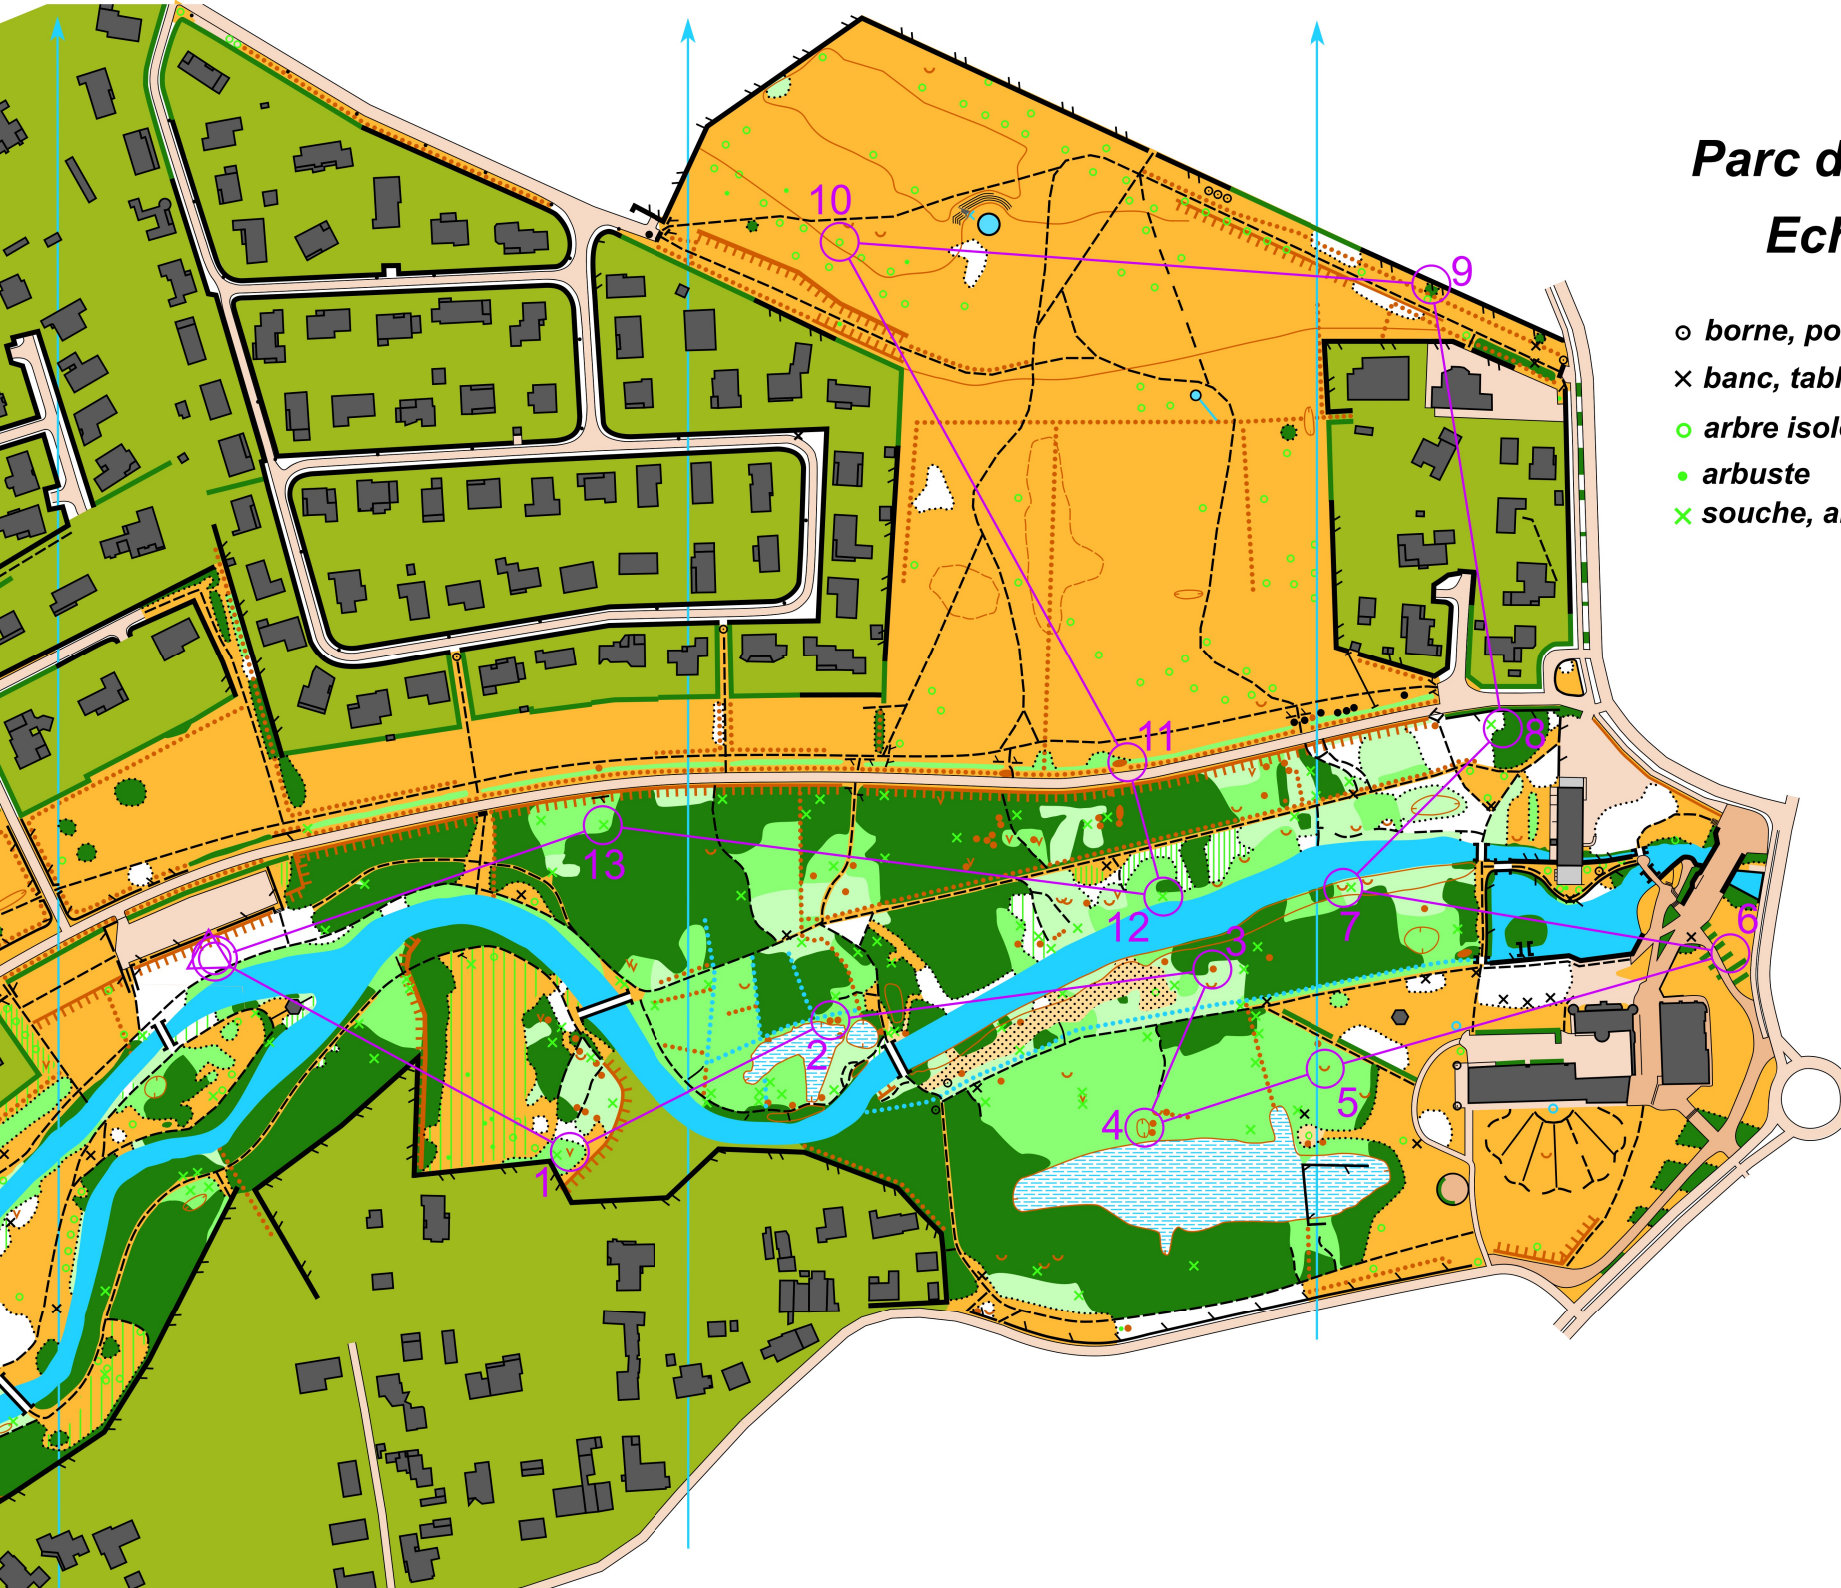 Parc d
Ech
borne, po
banc, tabl
arbre isol
arbuste
souche, a
10
9
11
8
13
12
3
7
6
2
4
5
1